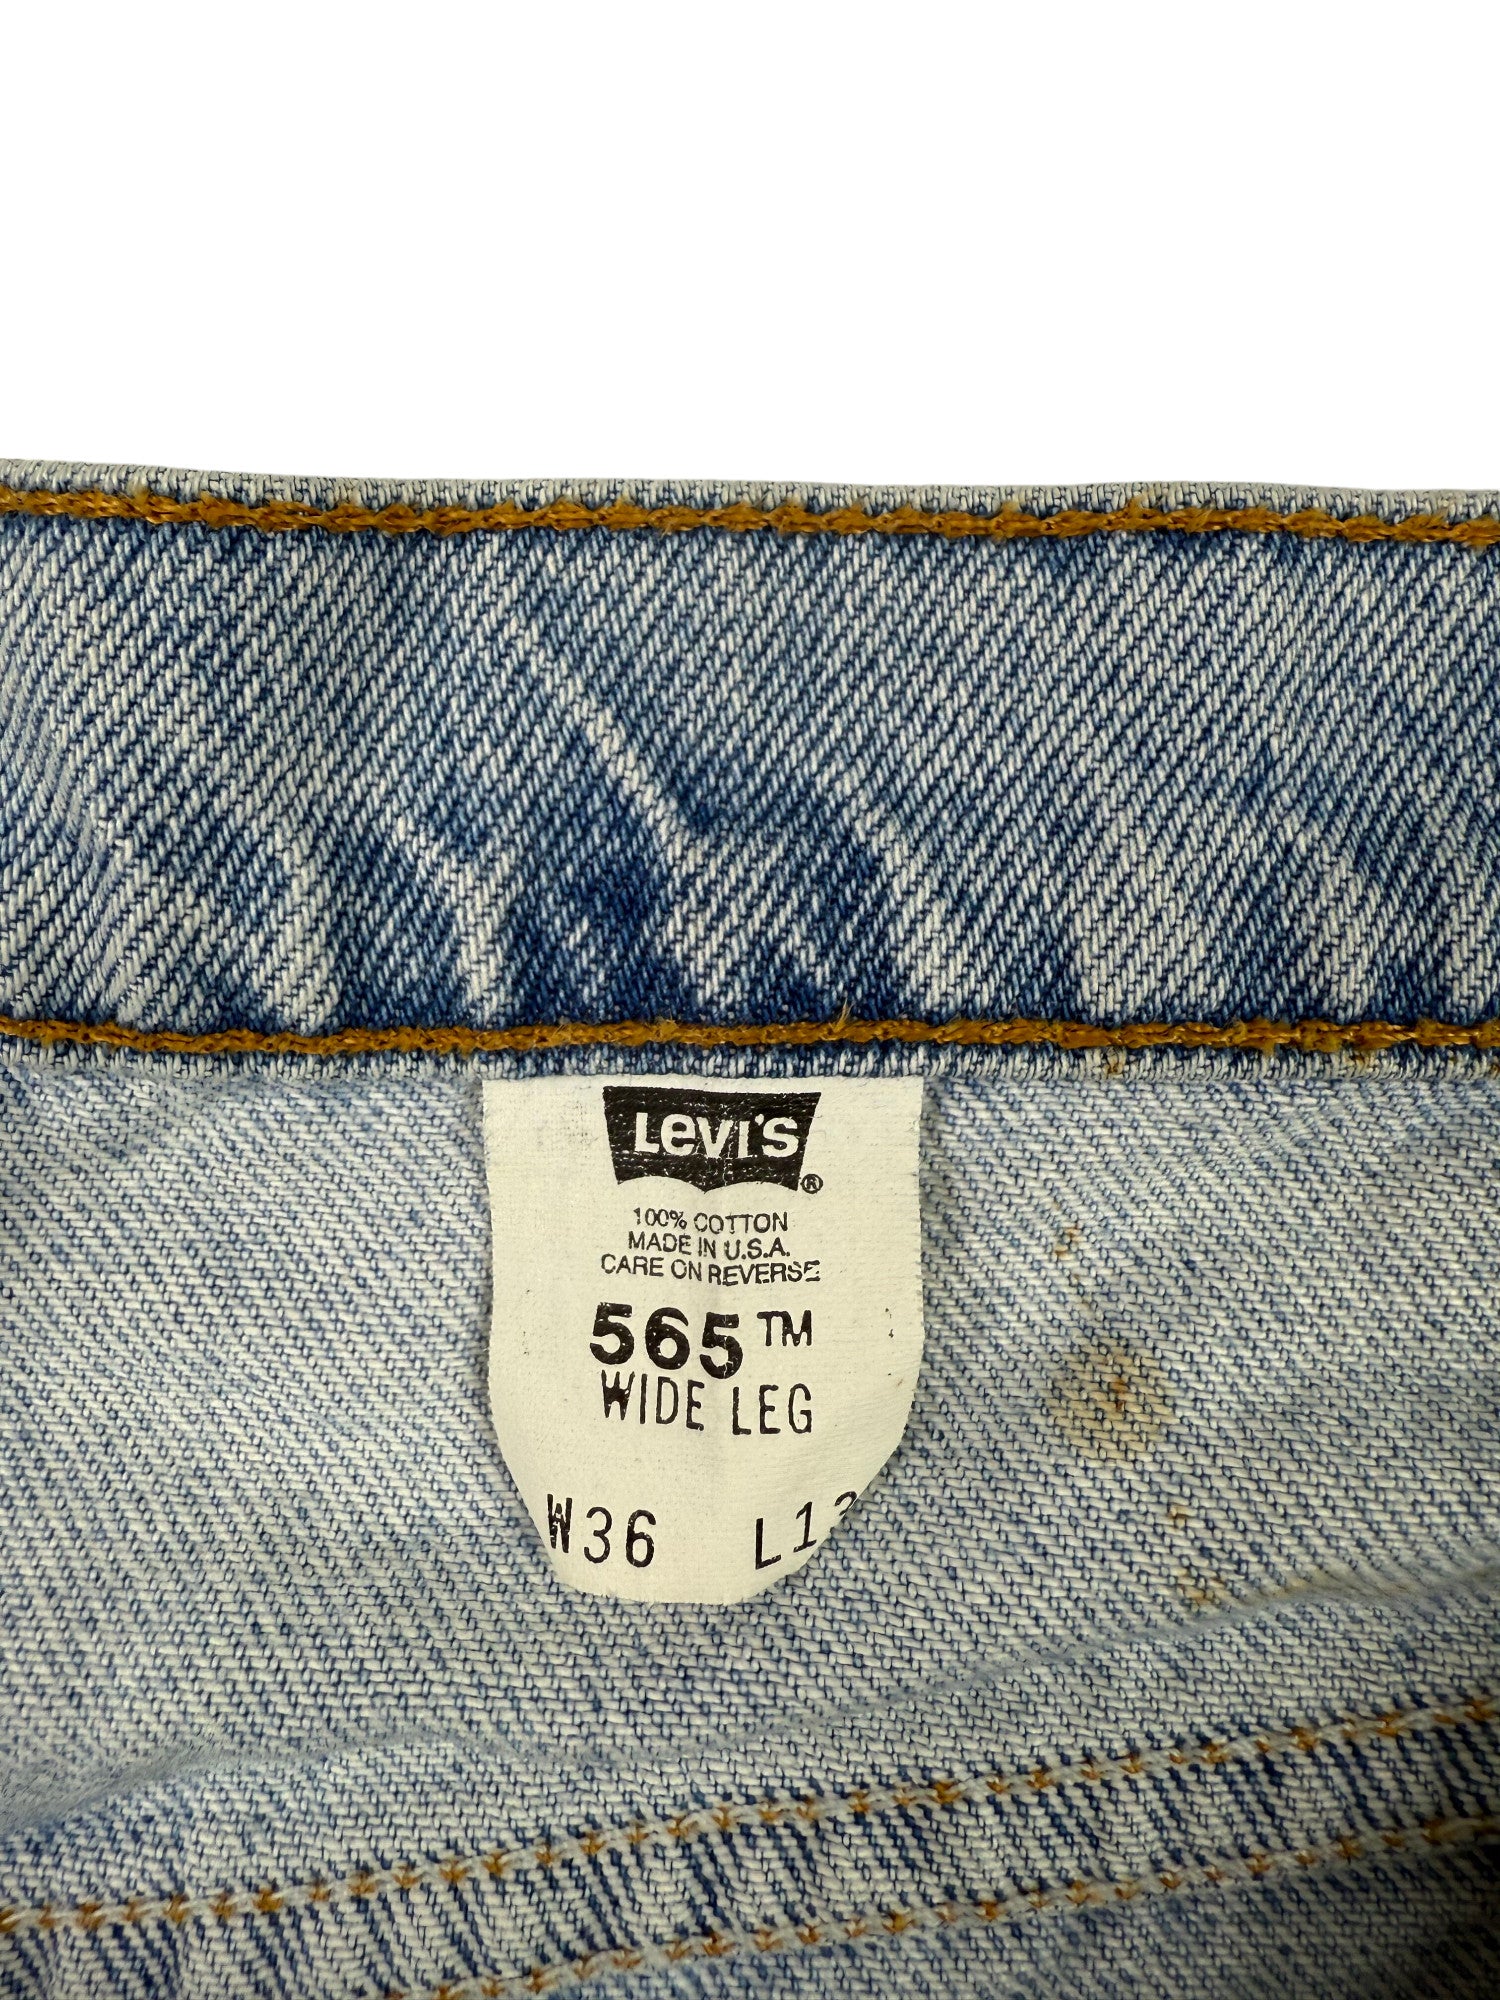 Levi's ®
100% COTTON
MADE IN U.S.A.
CARE ON REVERSE
565™
WIDE LEG
W36 L13